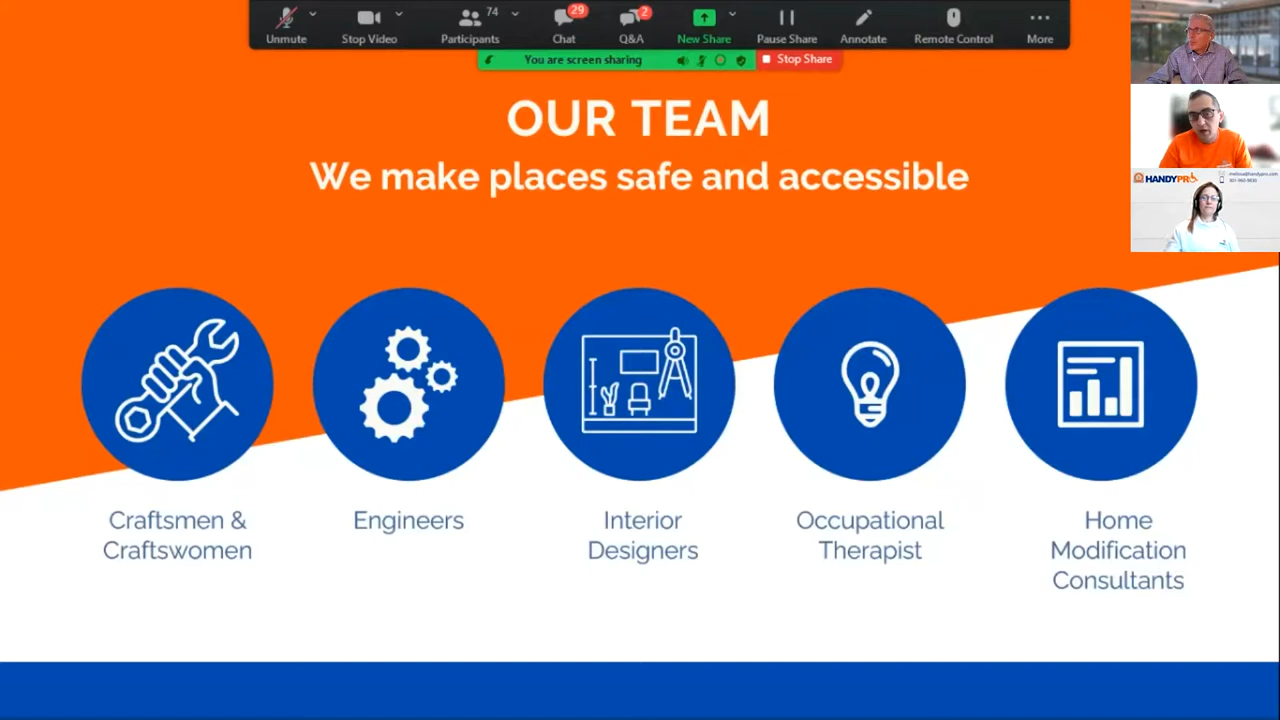 74
29
2
Unmute
Stop Video
Participants
Chat
Q&A
New Share
Pause Share
Annotate
Remote Control
More
You are screen sharing
Stop Share
OUR TEAM
We make places safe and accessible
HANDYPRO
Craftsmen &
Craftswomen
Engineers
Interior
Designers
Occupational
Therapist
Home
Modification
Consultants